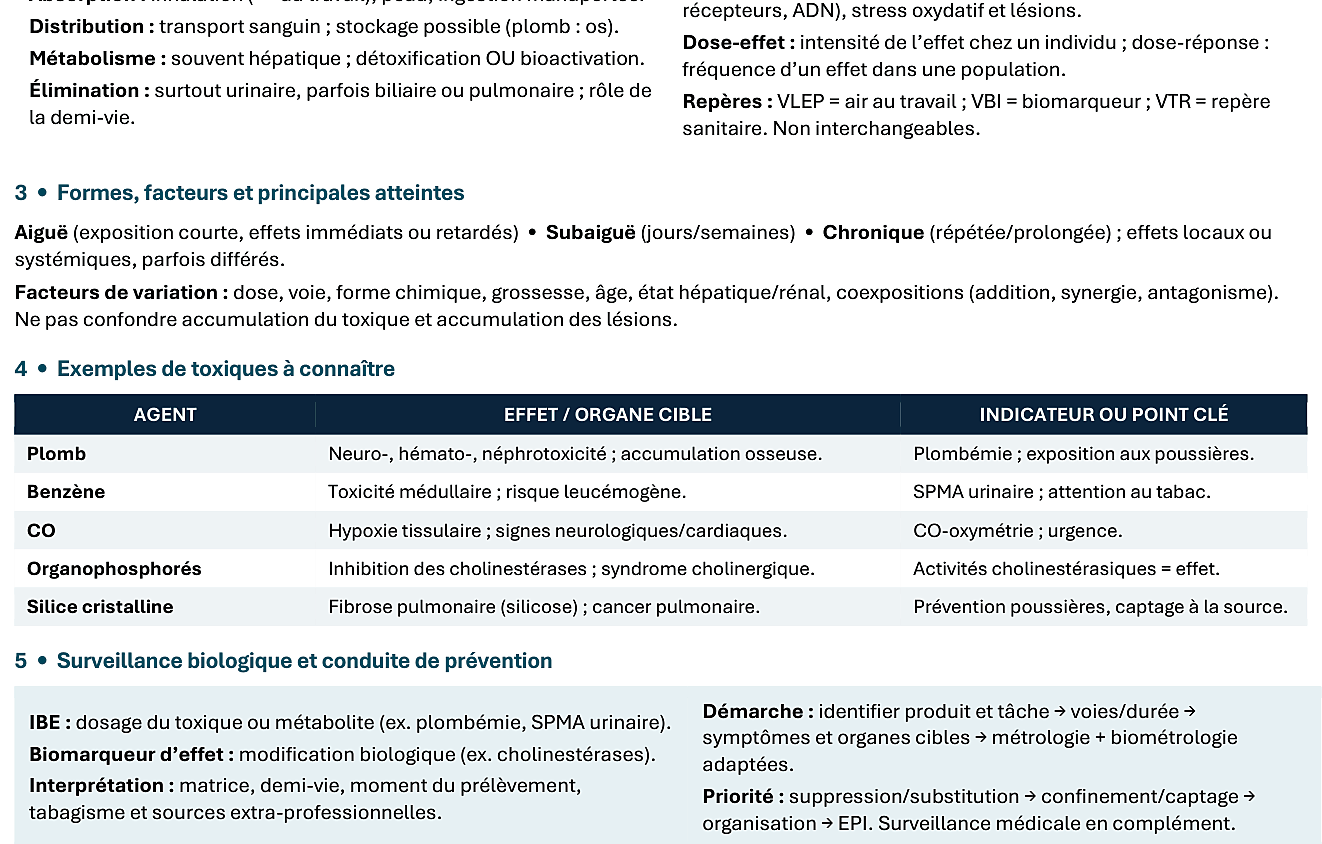 Distribution : transport sanguin ; stockage possible (plomb : os).
Métabolisme : souvent hépatique ; détoxification OU bioactivation.
Élimination : surtout urinaire, parfois biliaire ou pulmonaire ; rôle de
la demi-vie.
récepteurs, ADN), stress oxydatif et lésions.
Dose-effet : intensité de l’effet chez un individu ; dose-réponse :
fréquence d’un effet dans une population.
Repères : VLEP = air au travail ; VBI = biomarqueur ; VTR = repère
sanitaire. Non interchangeables.
3 • Formes, facteurs et principales atteintes
Aiguë (exposition courte, effets immédiats ou retardés) • Subaiguë (jours/semaines) • Chronique (répétée/prolongée) ; effets locaux ou
systémiques, parfois différés.
Facteurs de variation : dose, voie, forme chimique, grossesse, âge, état hépatique/rénal, coexpositions (addition, synergie, antagonisme).
Ne pas confondre accumulation du toxique et accumulation des lésions.
4 • Exemples de toxiques à connaître
AGENT EFFET / ORGANE CIBLE INDICATEUR OU POINT CLÉ
Plomb Neuro-, hémato-, néphrotoxicité ; accumulation osseuse. Plombémie ; exposition aux poussières.
Benzène Toxicité médullaire ; risque leucémogène. SPMA urinaire ; attention au tabac.
CO Hypoxie tissulaire ; signes neurologiques/cardiaques. CO-oxymétrie ; urgence.
Organophosphorés Inhibition des cholinestérases ; syndrome cholinergique. Activités cholinestérasiques = effet.
Silice cristalline Fibrose pulmonaire (silicose) ; cancer pulmonaire. Prévention poussières, captage à la source.
5 • Surveillance biologique et conduite de prévention
IBE : dosage du toxique ou métabolite (ex. plombémie, SPMA urinaire).
Biomarqueur d’effet : modification biologique (ex. cholinestérases).
Interprétation : matrice, demi-vie, moment du prélèvement,
tabagisme et sources extra-professionnelles.
Démarche : identifier produit et tâche → voies/durée →
symptômes et organes cibles → métrologie + biométrologie
adaptées.
Priorité : suppression/substitution → confinement/captage →
organisation → EPI. Surveillance médicale en complément.